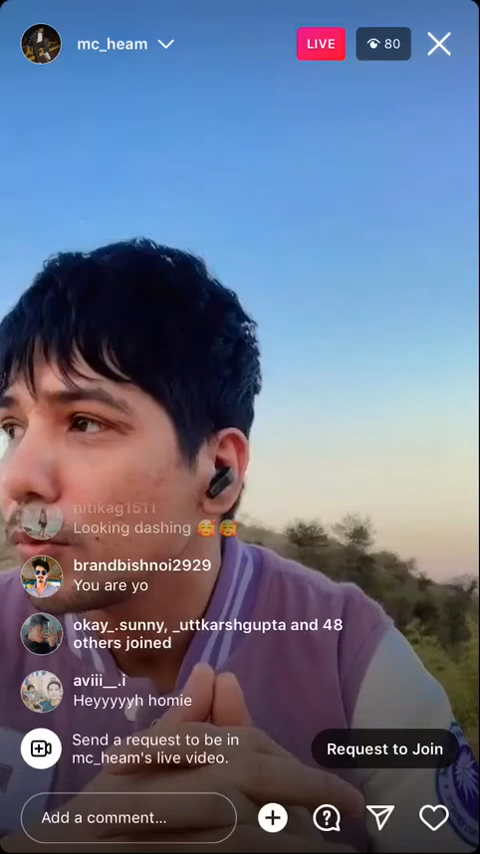 mc_heam
LIVE
80
nitikag1511
Looking dashing 🥰🥰
brandbishnoi2929
You are yo
okay_.sunny, _uttkarshgupta and 48
others joined
aviii__.i
Heyyyyyh homie
Send a request to be in
mc_heam's live video.
Request to Join
Add a comment...